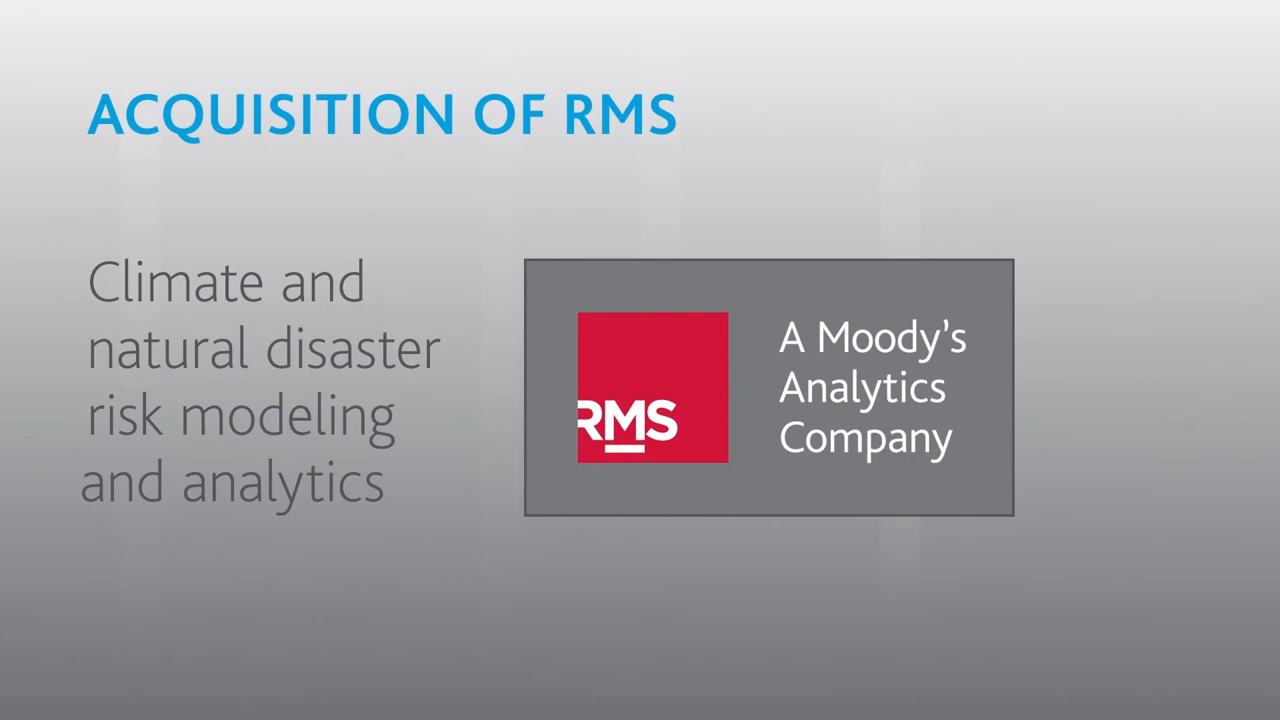 ACQUISITION OF RMS
Climate and
natural disaster
risk modeling
and analytics
RMS
A Moody's
Analytics
Company